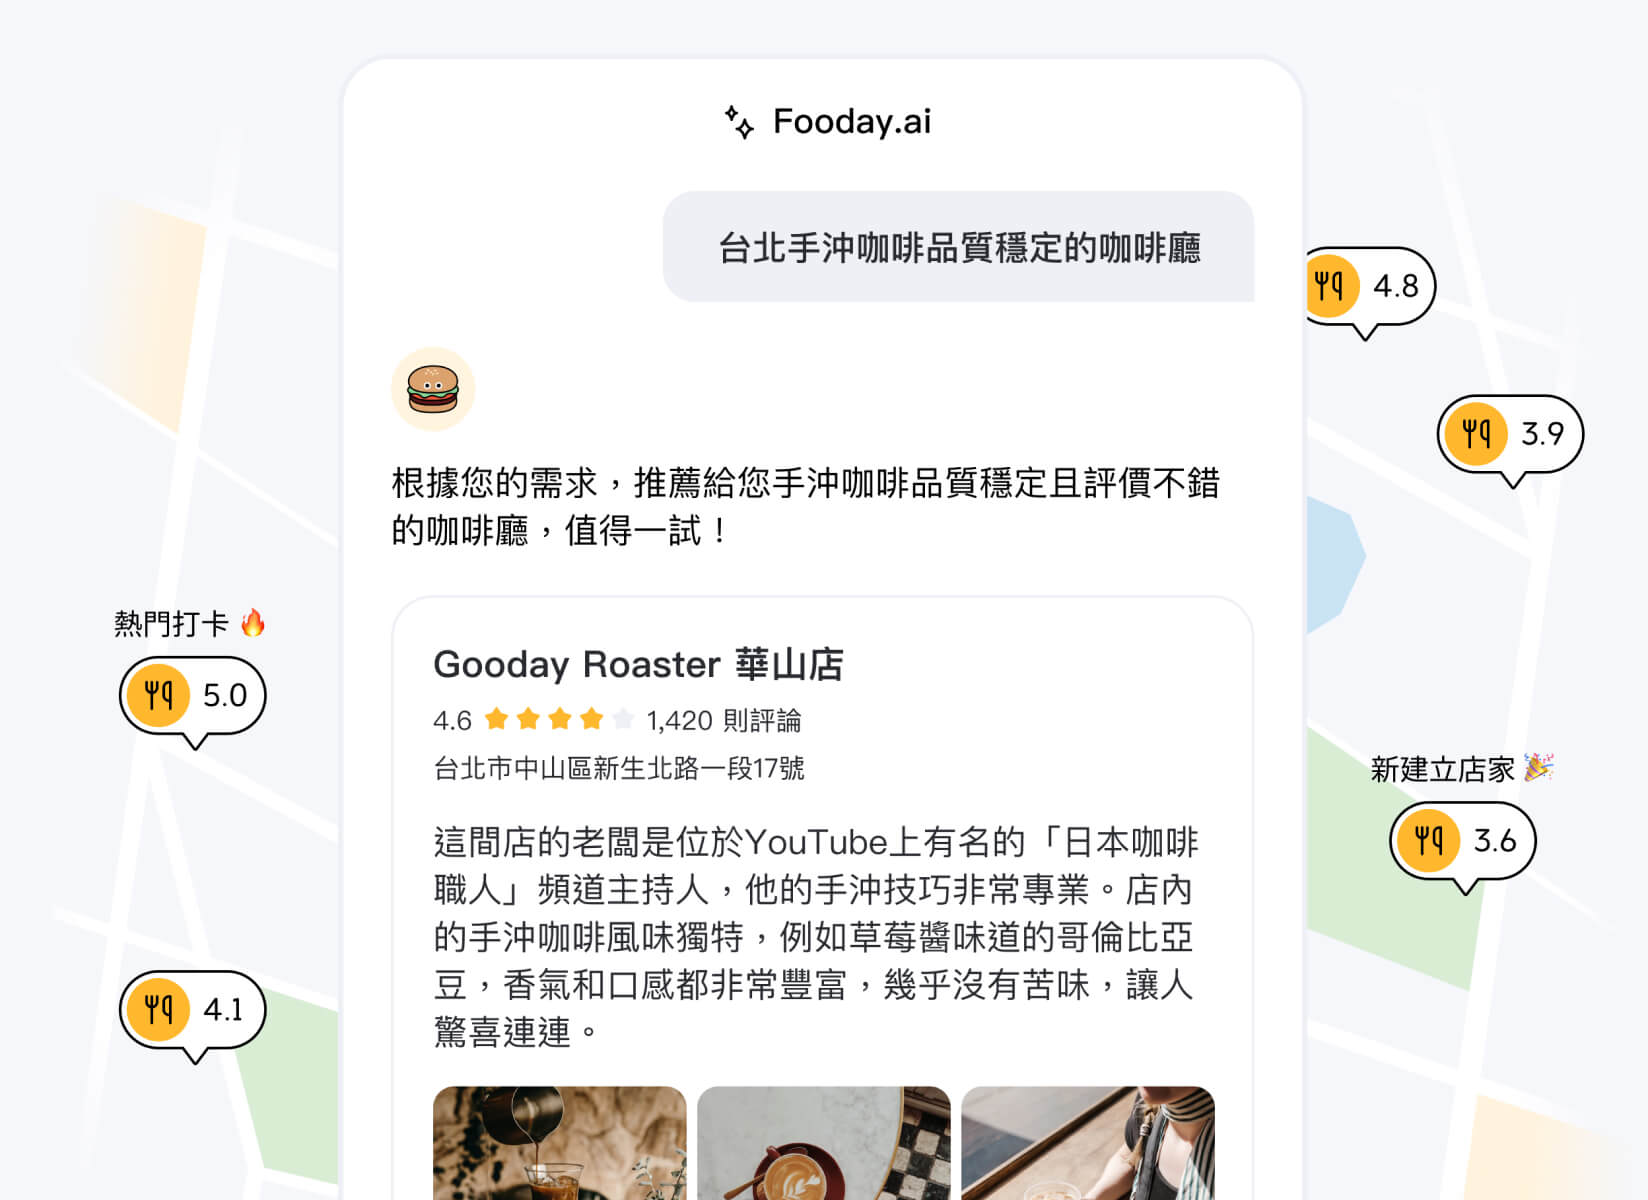 Fooday.ai
台北手沖咖啡品質穩定的咖啡廳
4.8
3.9
根據您的需求，推薦給您手沖咖啡品質穩定且評價不錯
的咖啡廳，值得一試！
熱門打卡 🔥
5.0
Gooday Roaster 華山店
4.6 1,420 則評論
台北市中山區新生北路一段17號
新建立店家 🎉
3.6
這間店的老闆是位於YouTube上有名的「日本咖啡
職人」頻道主持人，他的手沖技巧非常專業。店內
的手沖咖啡風味獨特，例如草莓醬味道的哥倫比亞
豆，香氣和口感都非常豐富，幾乎沒有苦味，讓人
驚喜連連。
4.1